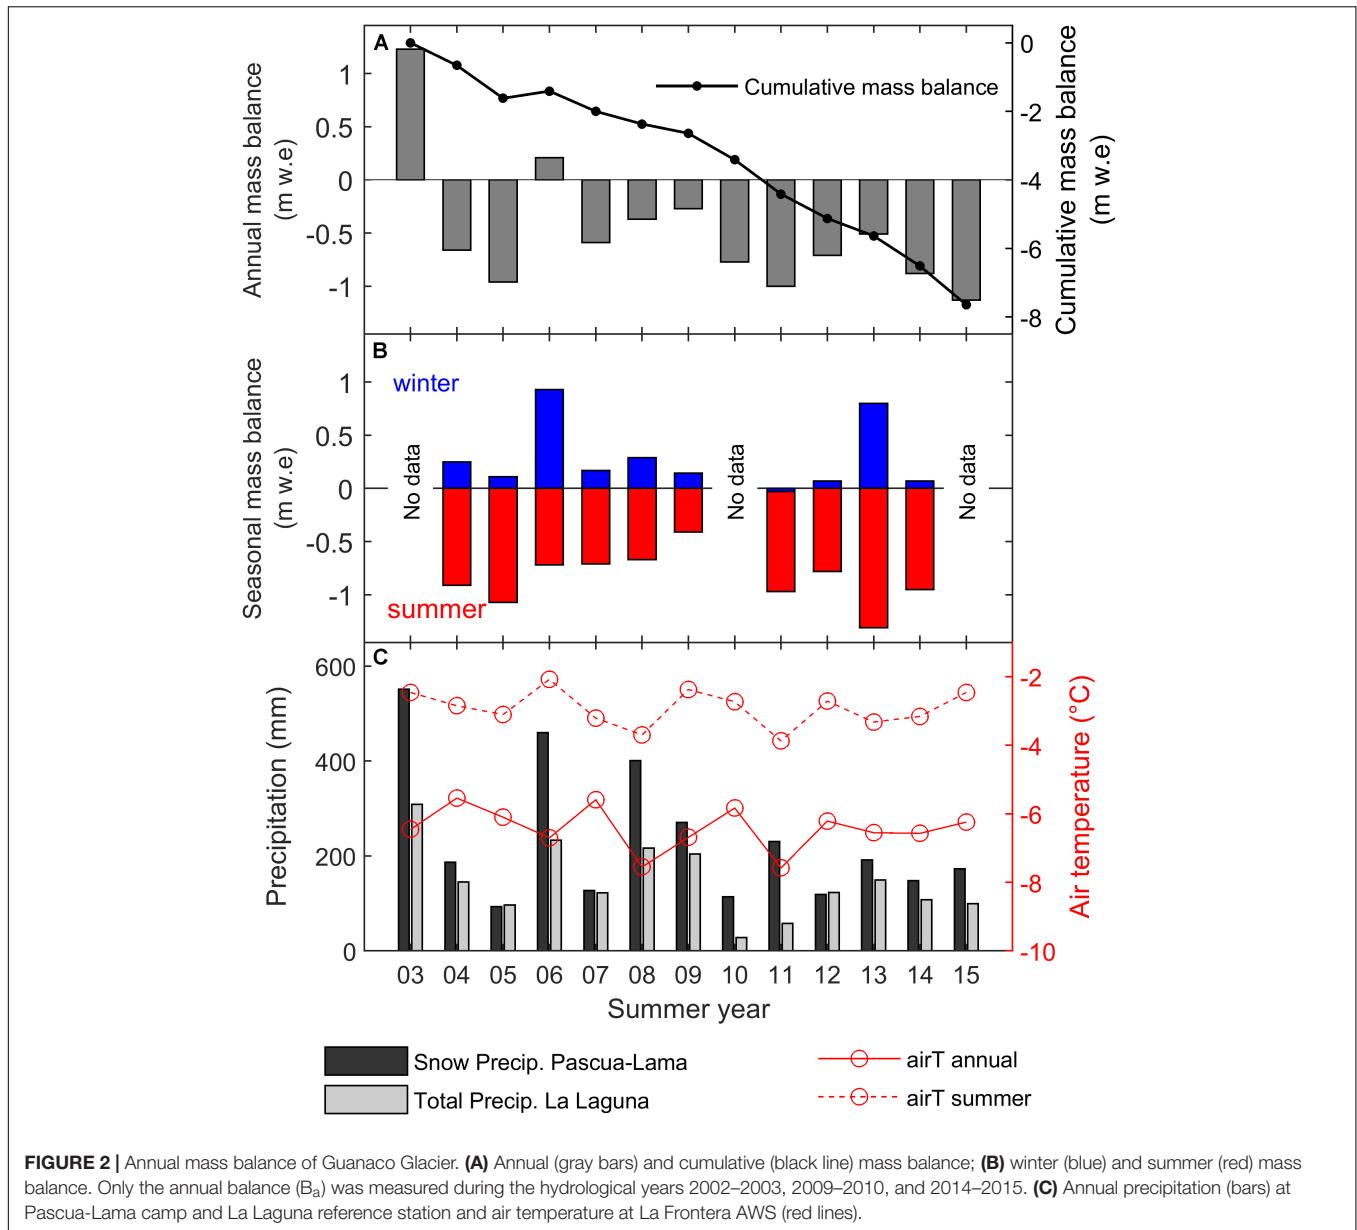 A
Cumulative mass balance
Annual mass balance
(m w.e)
1
0.5
0
-0.5
-1
0
-2
-4
-6
-8
Cumulative mass balance
(m w.e)
B
winter
summer
Seasonal mass balance
(m w.e)
1
0.5
0
-0.5
-1
No data
No data
No data
C
Precipitation (mm)
600
400
200
0
-2
-4
-6
-8
-10
Air temperature (°C)
03 04 05 06 07 08 09 10 11 12 13 14 15
Summer year
Snow Precip. Pascua-Lama
Total Precip. La Laguna
airT annual
airT summer
FIGURE 2 | Annual mass balance of Guanaco Glacier. (A) Annual (gray bars) and cumulative (black line) mass balance; (B) winter (blue) and summer (red) mass
balance. Only the annual balance (Ba) was measured during the hydrological years 2002–2003, 2009–2010, and 2014–2015. (C) Annual precipitation (bars) at
Pascua-Lama camp and La Laguna reference station and air temperature at La Frontera AWS (red lines).